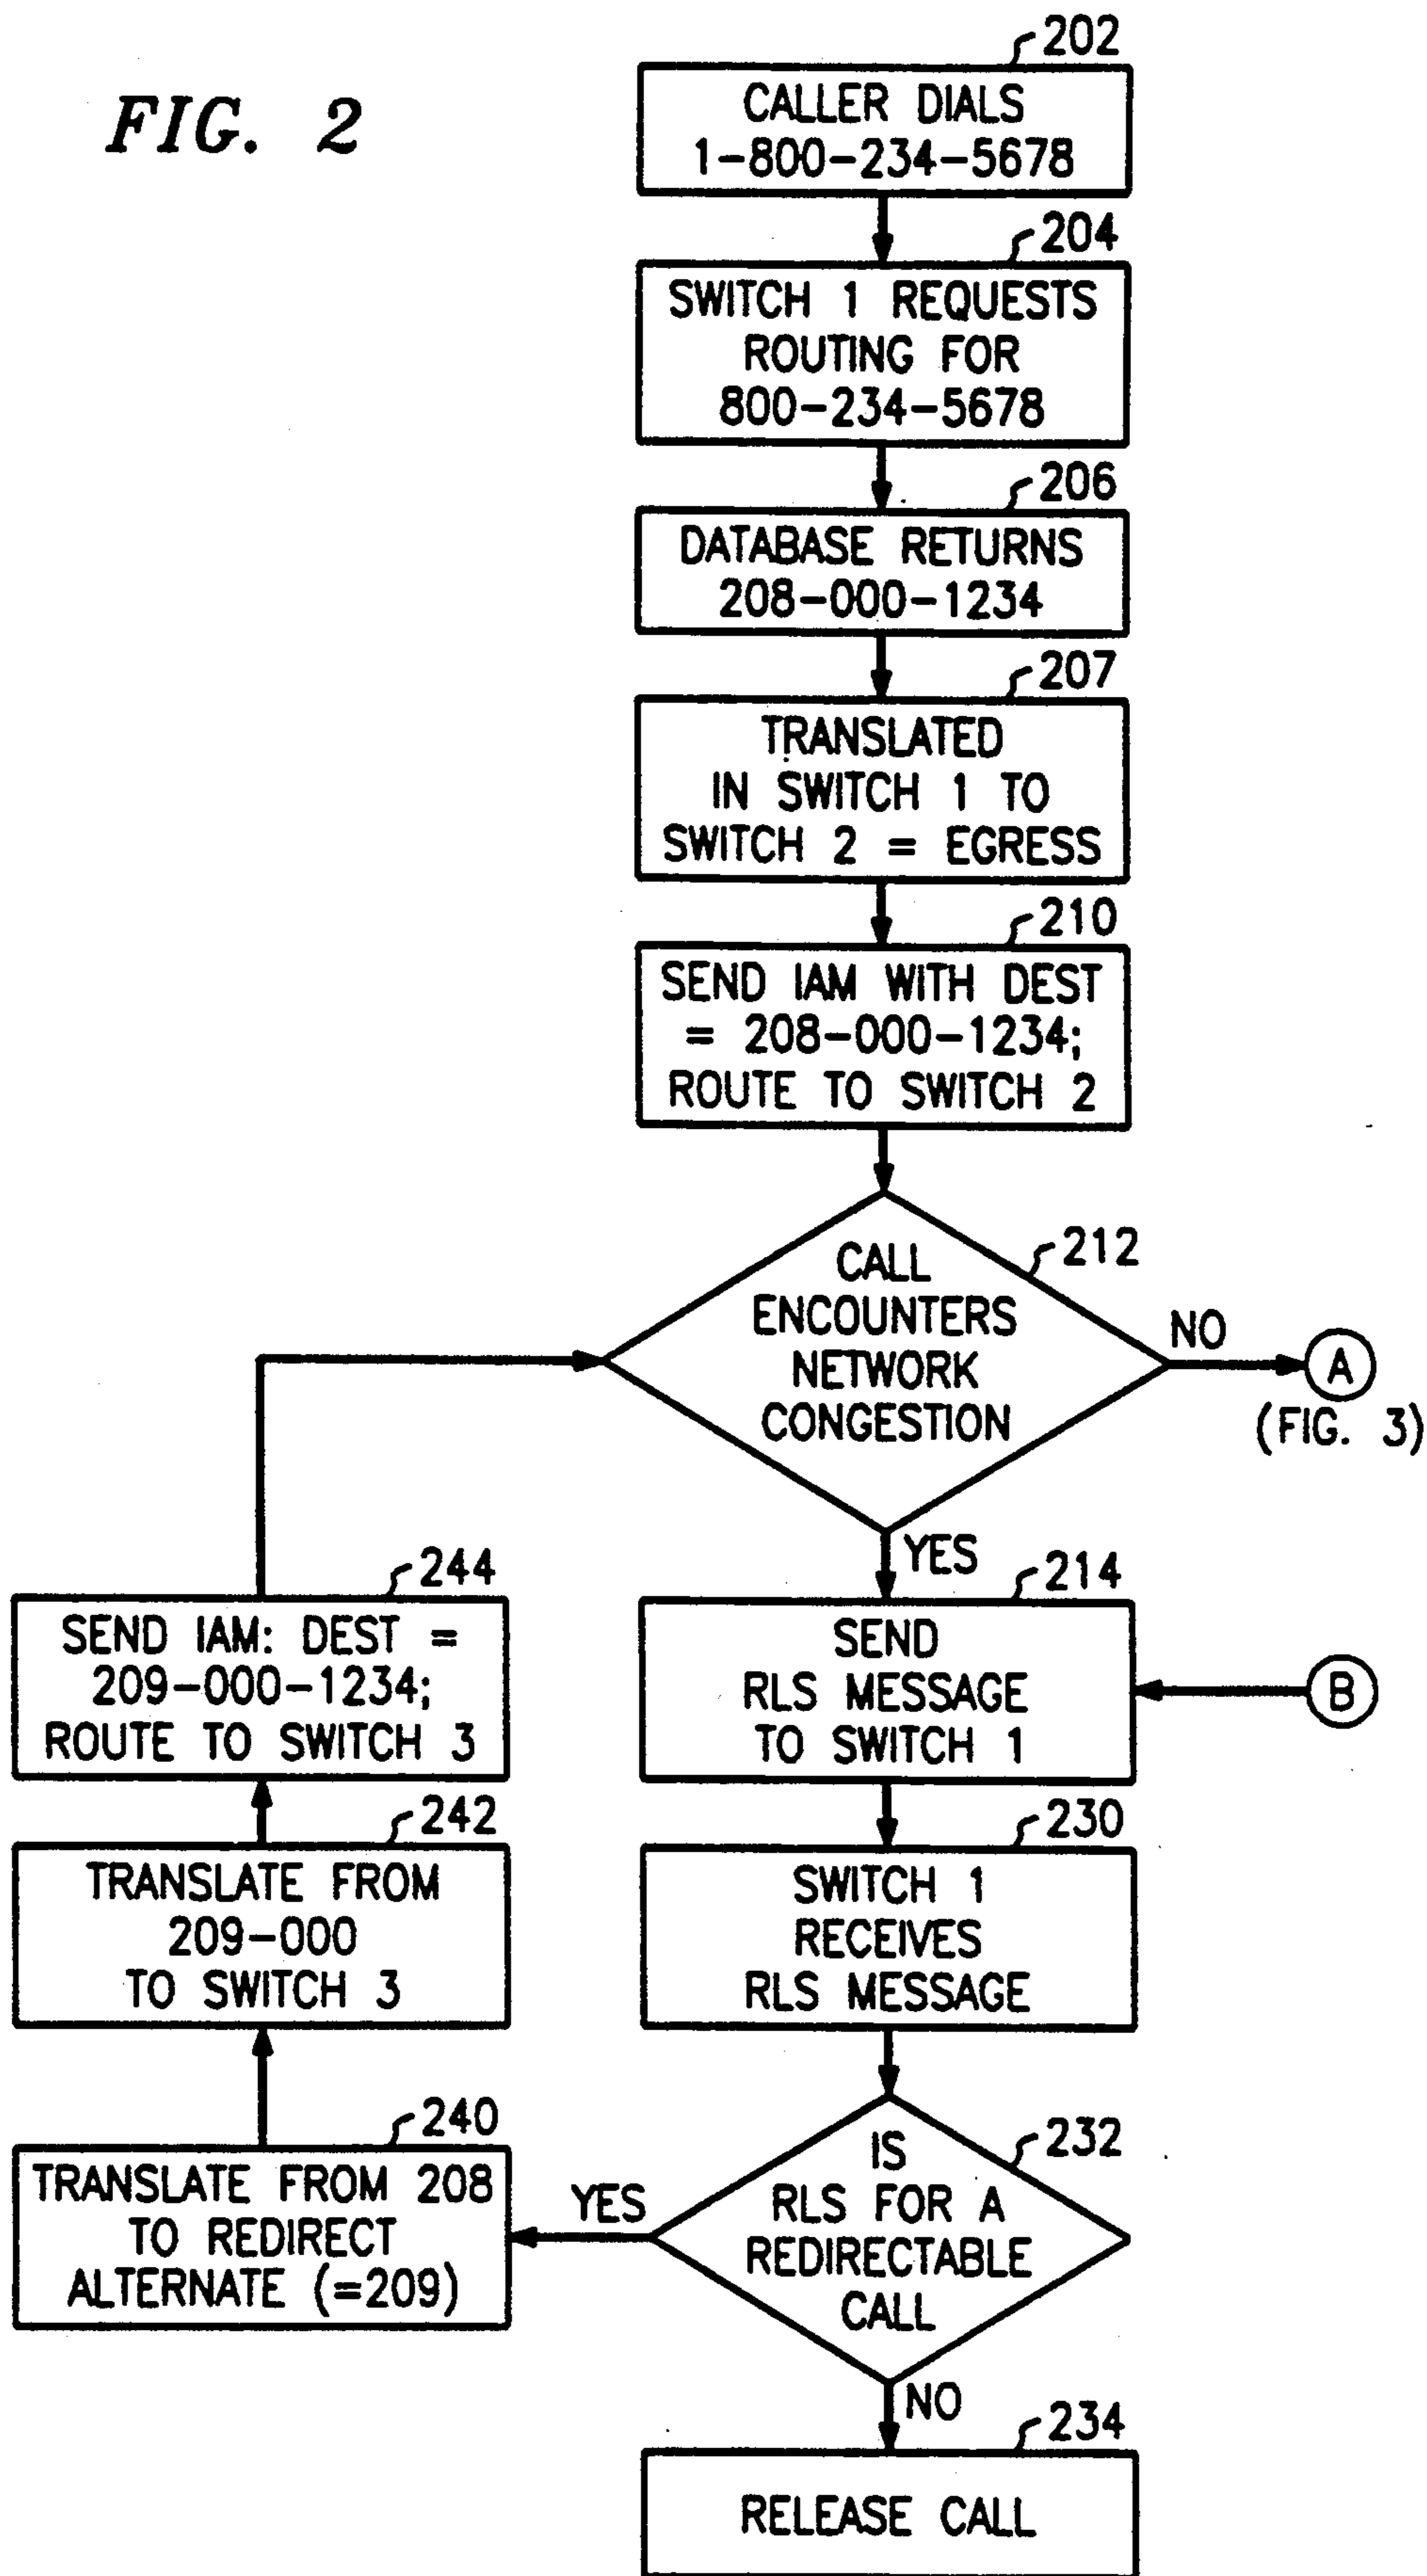 FIG. 2
202
CALLER DIALS
1-800-234-5678
204
SWITCH 1 REQUESTS
ROUTING FOR
800-234-5678
206
DATABASE RETURNS
208-000-1234
207
TRANSLATED
IN SWITCH 1 TO
SWITCH 2 = EGRESS
210
SEND IAM WITH DEST
= 208-000-1234;
ROUTE TO SWITCH 2
212
CALL
ENCOUNTERS
NETWORK
CONGESTION
NO
A
(FIG. 3)
YES
214
SEND
RLS MESSAGE
TO SWITCH 1
B
230
SWITCH 1
RECEIVES
RLS MESSAGE
232
IS
RLS FOR A
REDIRECTABLE
CALL
YES
NO
234
RELEASE CALL
240
TRANSLATE FROM 208
TO REDIRECT
ALTERNATE (=209)
242
TRANSLATE FROM
209-000
TO SWITCH 3
244
SEND IAM: DEST =
209-000-1234;
ROUTE TO SWITCH 3